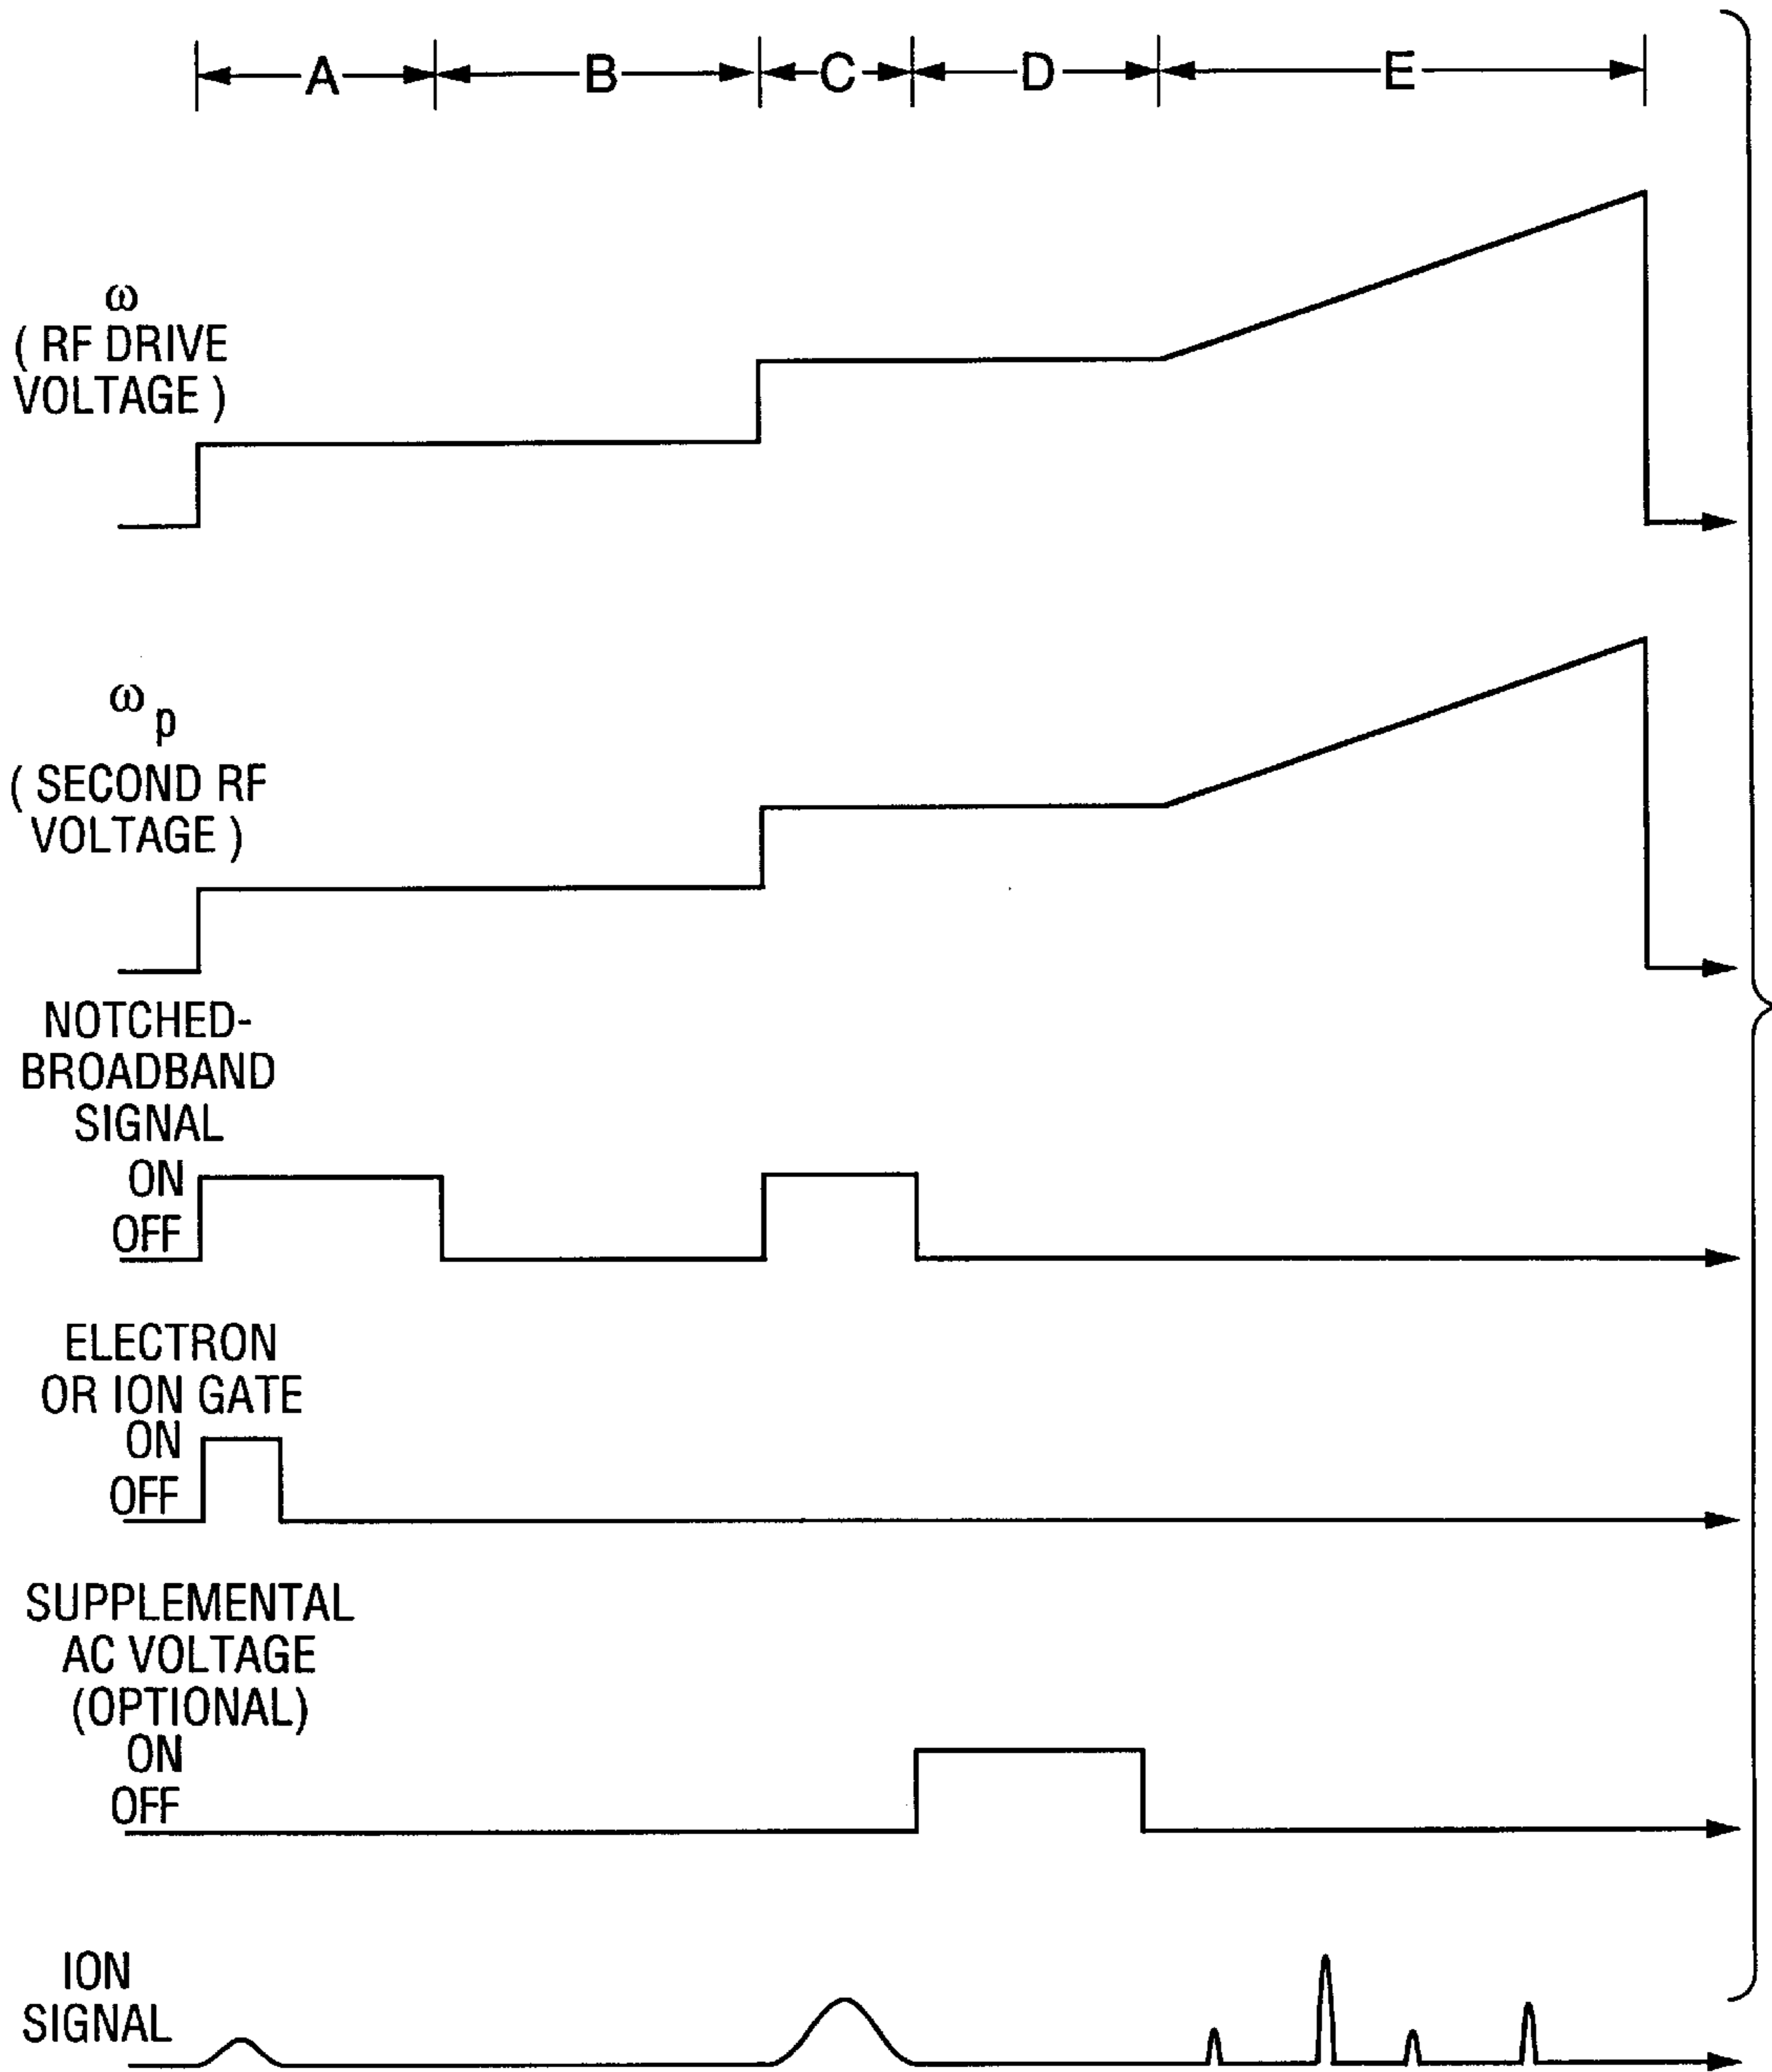 A B C D E
ω
( RF DRIVE
VOLTAGE )
ωp
( SECOND RF
VOLTAGE )
NOTCHED-
BROADBAND
SIGNAL
ON
OFF
ELECTRON
OR ION GATE
ON
OFF
SUPPLEMENTAL
AC VOLTAGE
(OPTIONAL)
ON
OFF
ION
SIGNAL